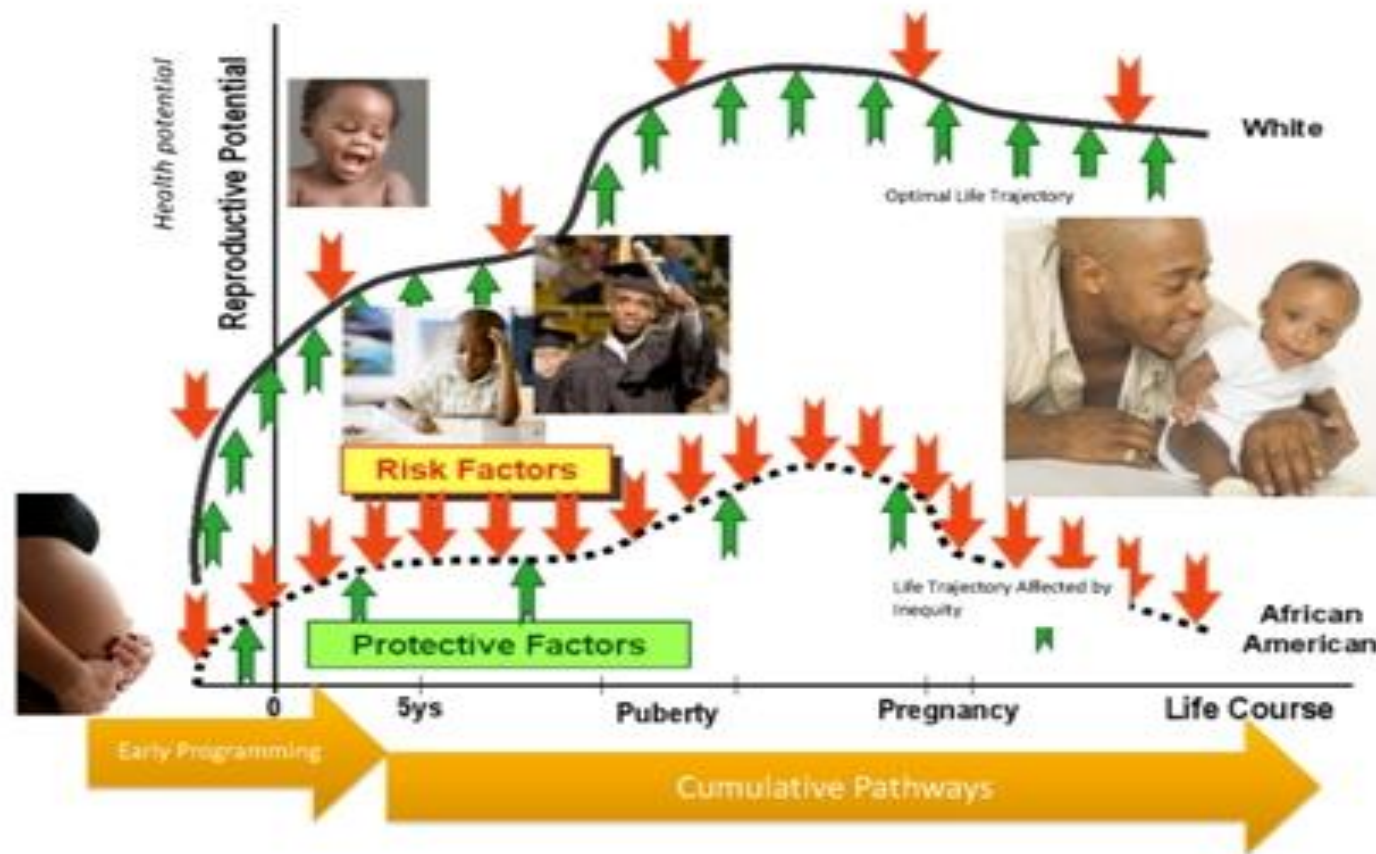 Health potential
Reproductive Potential
White
Optimal Life Trajectory
Risk Factors
Life Trajectory Affected by
Inequity
Protective Factors
African
American
0
5ys
Puberty
Pregnancy
Life Course
Early Programming
Cumulative Pathways